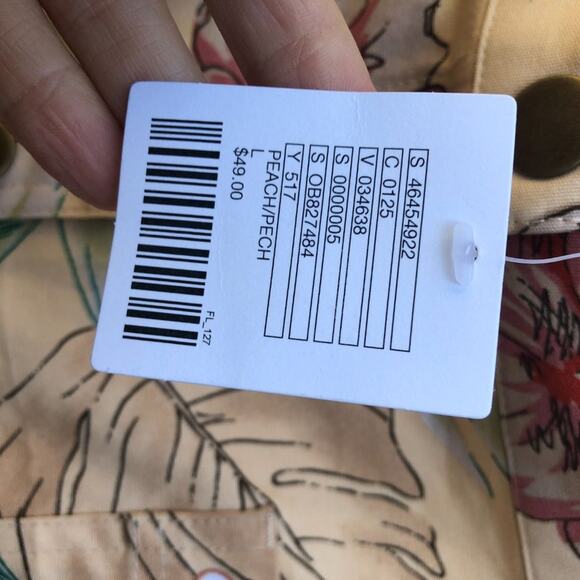 S 46454922
C 0125
V 034638
S 0000005
S OB827484
Y 517
PEACH/PECH
L
$49.00
FL_127